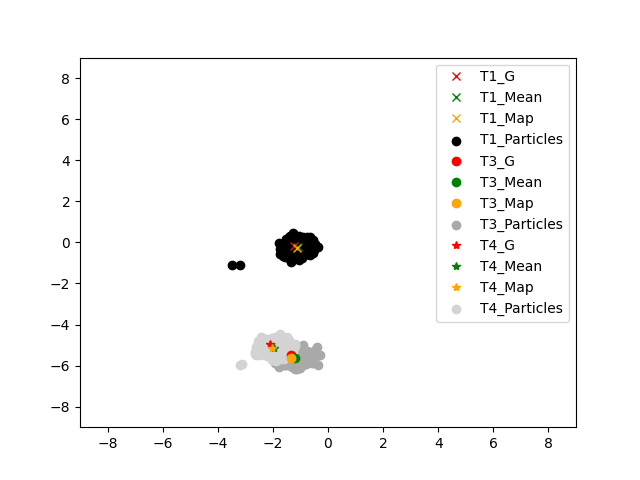 8
6
4
2
0
−2
−4
−6
−8
−8 −6 −4 −2 0 2 4 6 8
T1_G
T1_Mean
T1_Map
T1_Particles
T3_G
T3_Mean
T3_Map
T3_Particles
T4_G
T4_Mean
T4_Map
T4_Particles